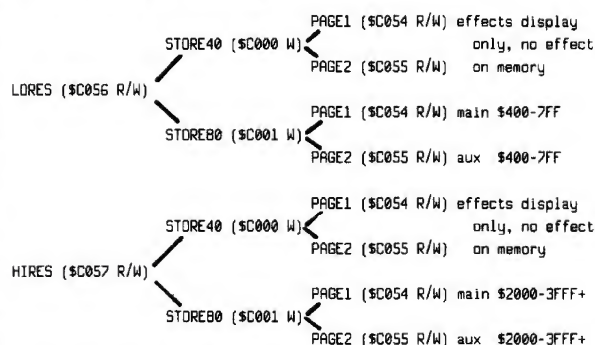 PAGE1 ($C054 R/W) effects display
STORE40 ($C000 W) only, no effect
PAGE2 ($C055 R/W) on memory
LORES ($C056 R/W)
PAGE1 ($C054 R/W) main $400-7FF
STORE80 ($C001 W)
PAGE2 ($C055 R/W) aux $400-7FF
PAGE1 ($C054 R/W) effects display
STORE40 ($C000 W) only, no effect
PAGE2 ($C055 R/W) on memory
HIRES ($C057 R/W)
PAGE1 ($C054 R/W) main $2000-3FFF+
STORE80 ($C001 W)
PAGE2 ($C055 R/W) aux $2000-3FFF+